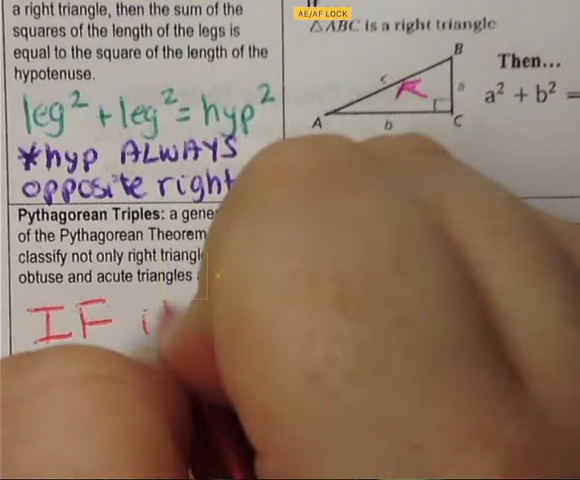 a right triangle, then the sum of the
squares of the length of the legs is
equal to the square of the length of the
hypotenuse.
leg² + leg² = hyp²
*hyp ALWAYS
opposite right
Pythagorean Triples: a
of the Pythagorean Theorem
classify not only right
obtuse and acute triangles
IF
AE/AF LOCK
△ABC is a right triangle
B
c
a
A
b
C
Then...
a² + b² =